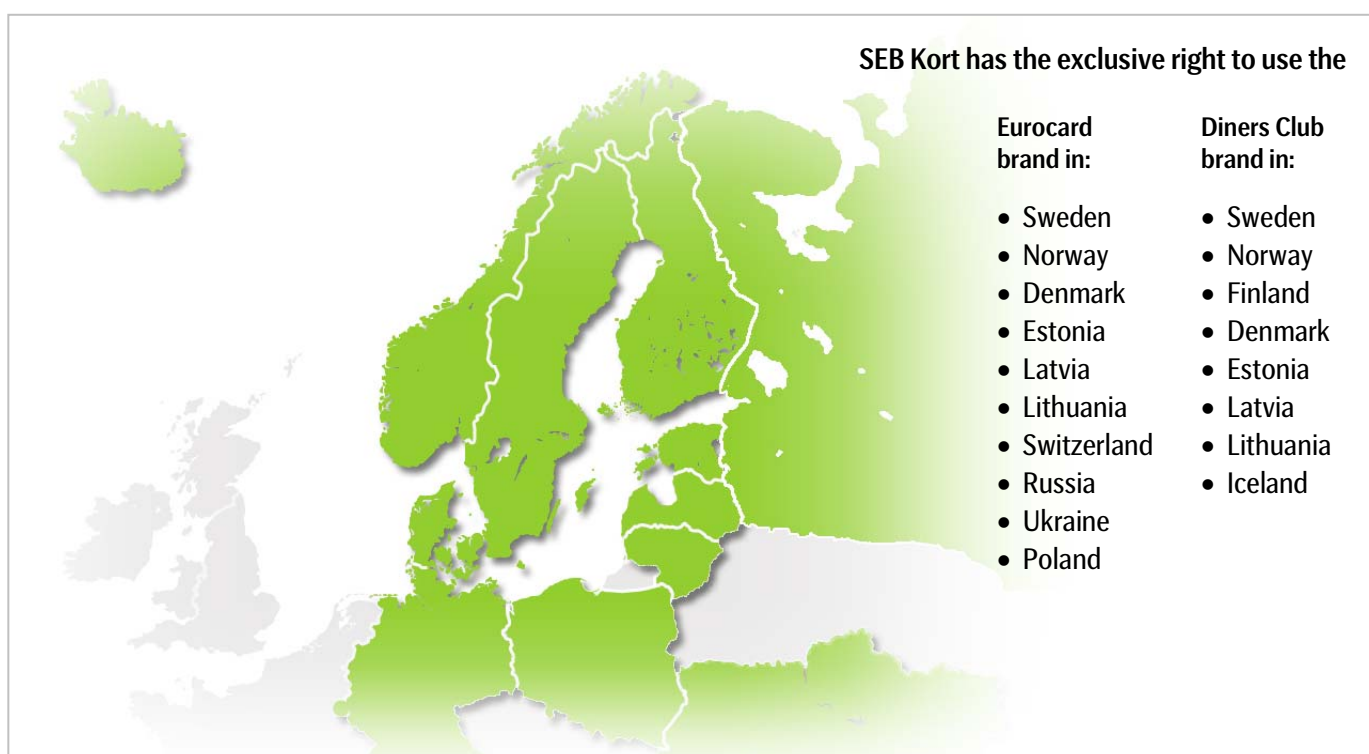 SEB Kort has the exclusive right to use the
Eurocard
brand in:
• Sweden
• Norway
• Denmark
• Estonia
• Latvia
• Lithuania
• Switzerland
• Russia
• Ukraine
• Poland
Diners Club
brand in:
• Sweden
• Norway
• Finland
• Denmark
• Estonia
• Latvia
• Lithuania
• Iceland